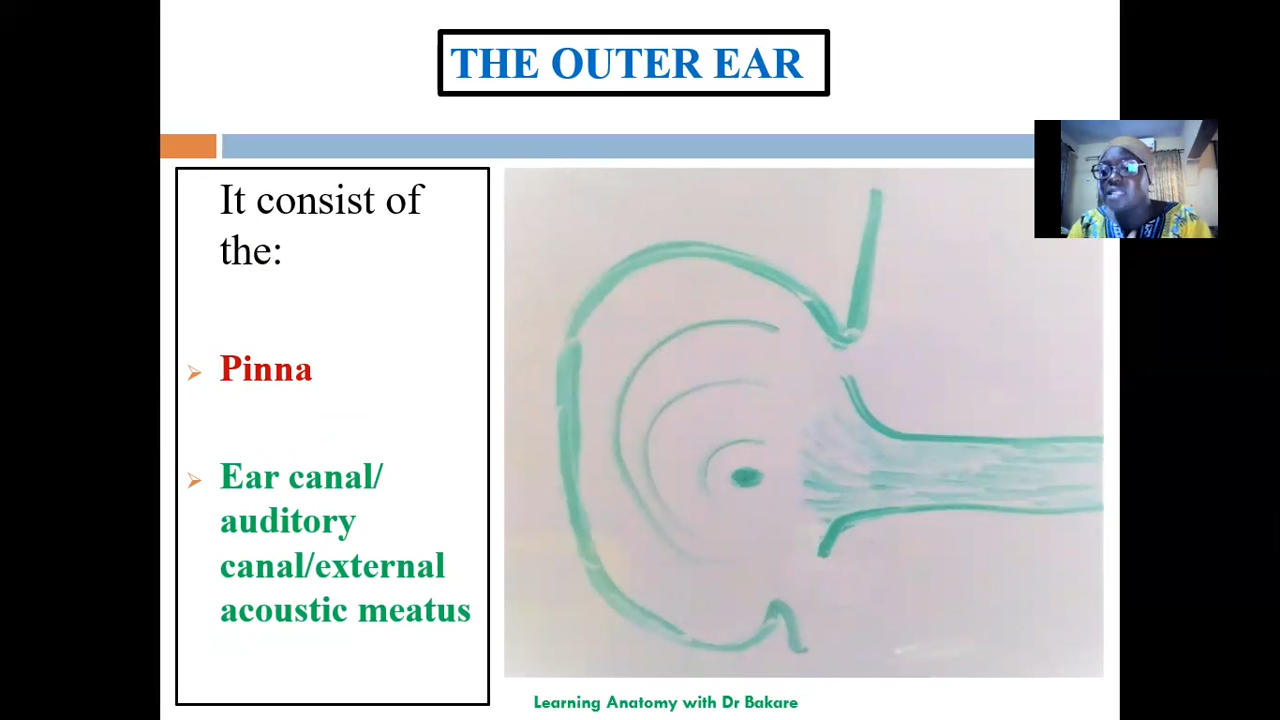 THE OUTER EAR
It consist of
the:
Pinna
Ear canal/
auditory
canal/external
acoustic meatus
Learning Anatomy with Dr Bakare